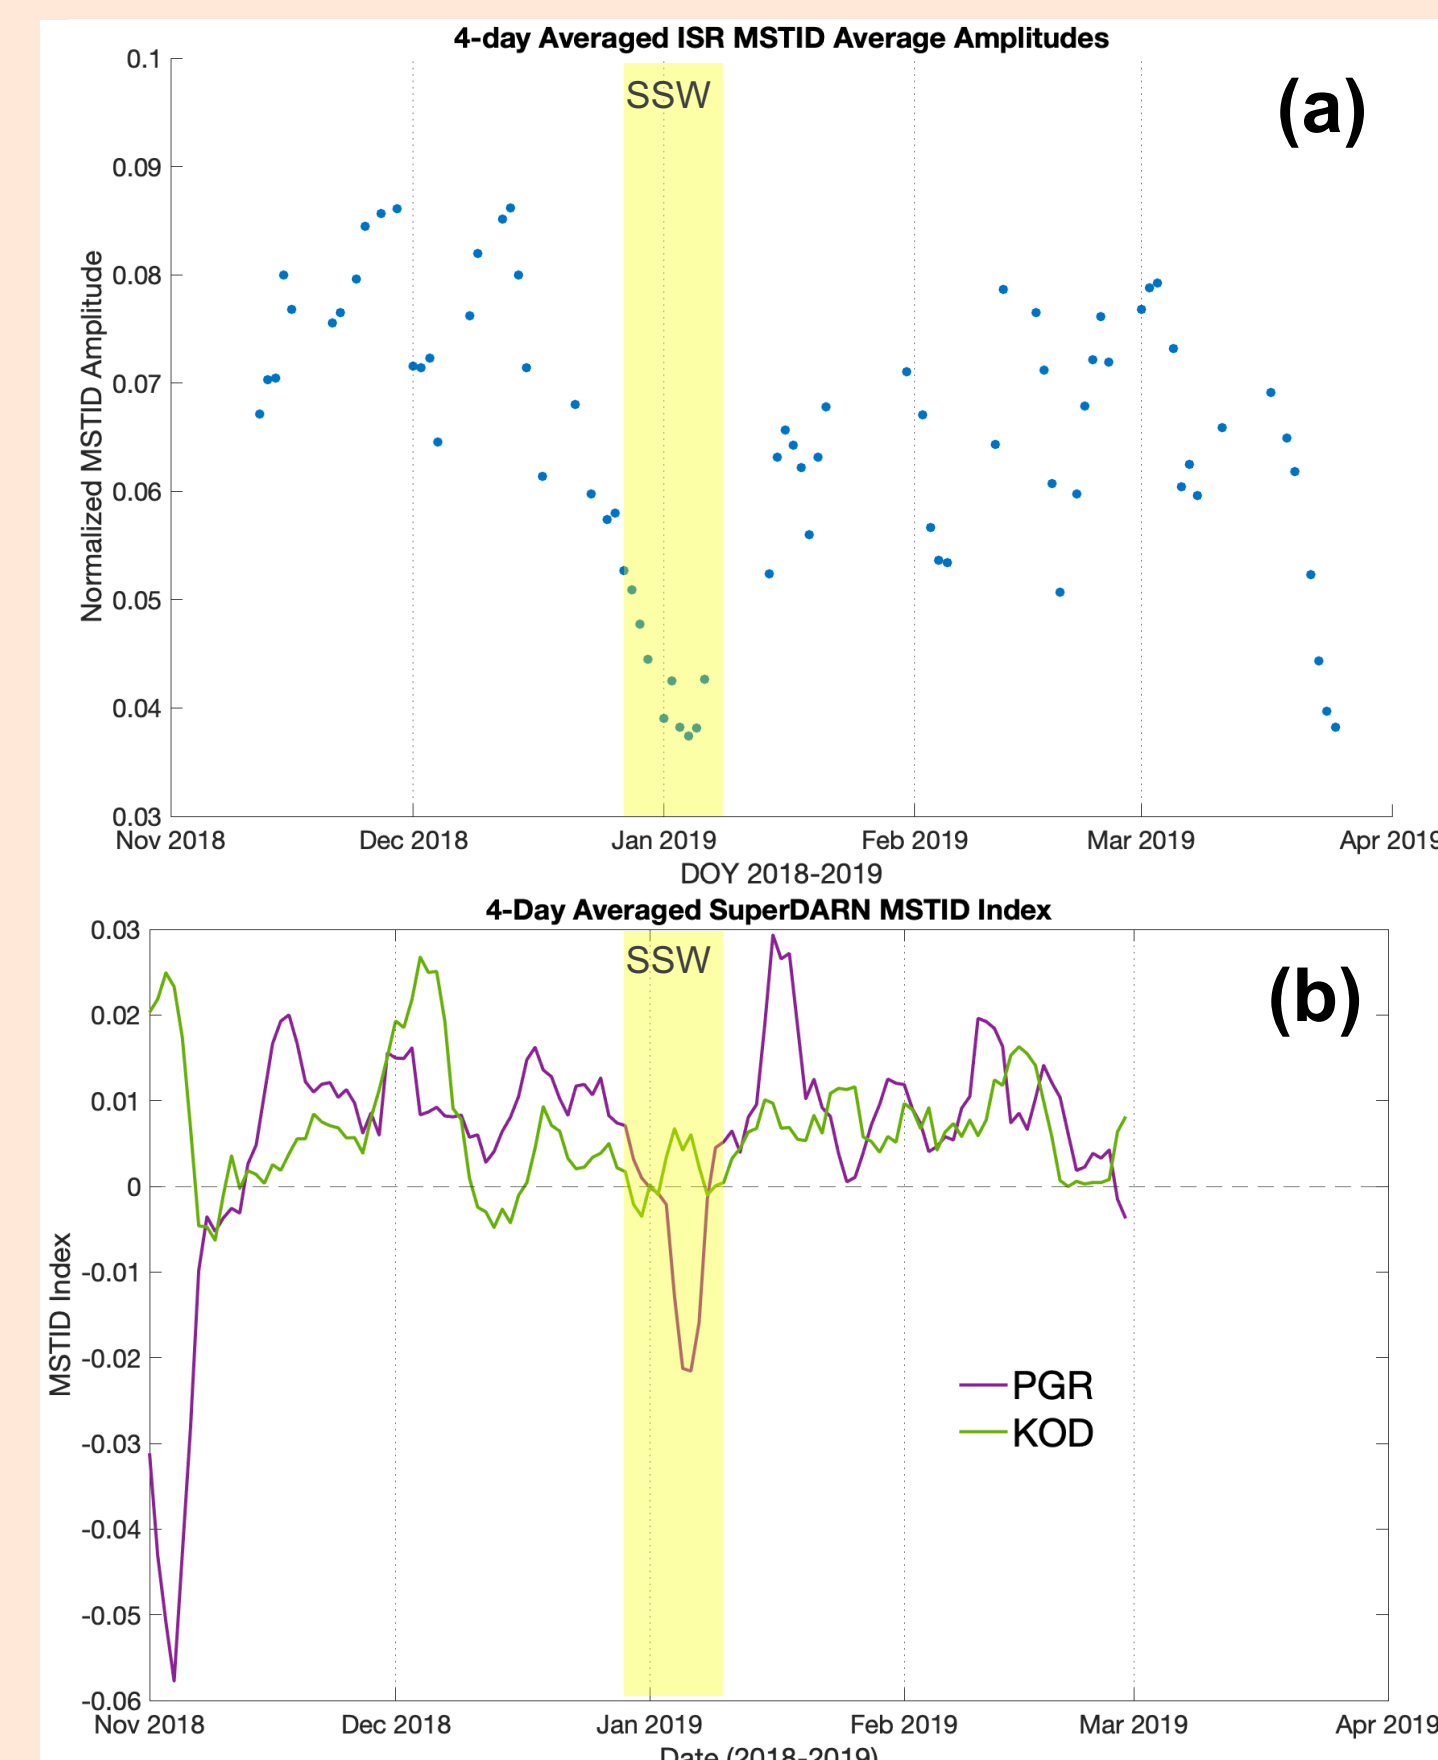 4-day Averaged ISR MSTID Average Amplitudes
SSW
(a)
0.1
0.09
0.08
0.07
0.06
0.05
0.04
0.03
Normalized MSTID Amplitude
Nov 2018 Dec 2018 Jan 2019 Feb 2019 Mar 2019 Apr 2019
DOY 2018-2019
4-Day Averaged SuperDARN MSTID Index
SSW
(b)
0.03
0.02
0.01
0
-0.01
-0.02
-0.03
-0.04
-0.05
-0.06
MSTID Index
PGR
KOD
Nov 2018 Dec 2018 Jan 2019 Feb 2019 Mar 2019 Apr 2019
Date (2018-2019)